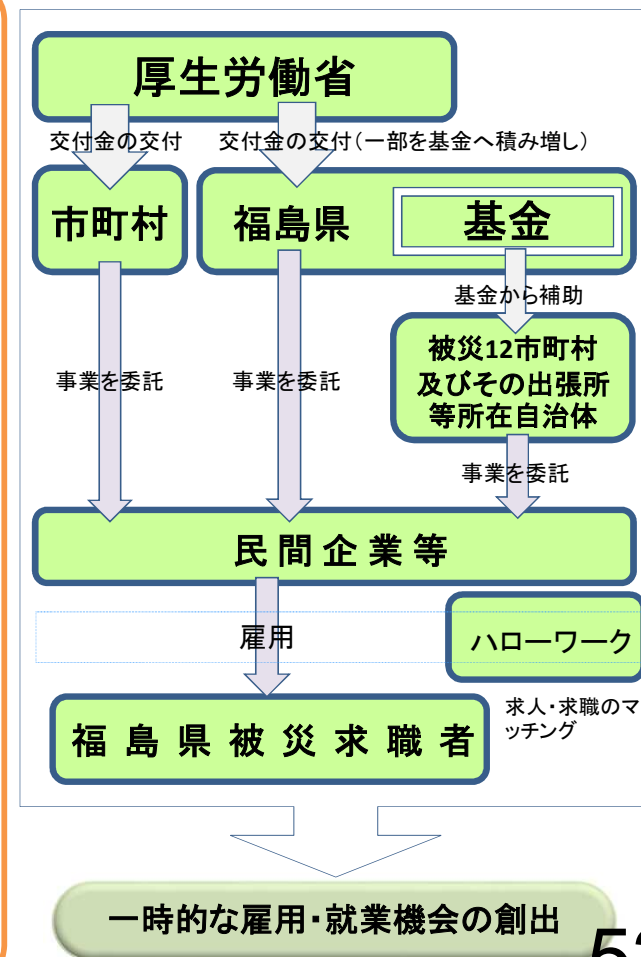 厚生労働省
交付金の交付
交付金の交付(一部を基金へ積み増し)
市町村
福島県
基金
基金から補助
被災12市町村
及びその出張所
等所在自治体
事業を委託
事業を委託
事業を委託
民間企業等
雇用
ハローワーク
求人・求職のマ
ッチング
福島県被災求職者
一時的な雇用・就業機会の創出